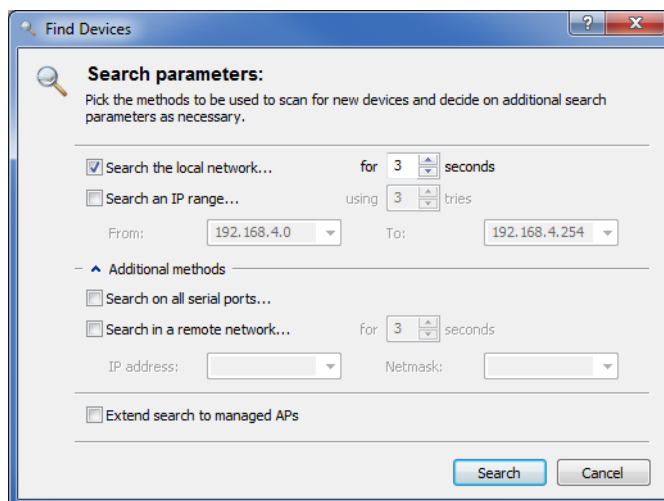 Find Devices
Search parameters:
Pick the methods to be used to scan for new devices and decide on additional search
parameters as necessary.
Search the local network... for 3 seconds
Search an IP range... using 3 tries
From: 192.168.4.0 To: 192.168.4.254
Additional methods
Search on all serial ports...
Search in a remote network... for 3 seconds
IP address: Netmask:
Extend search to managed APs
Search Cancel